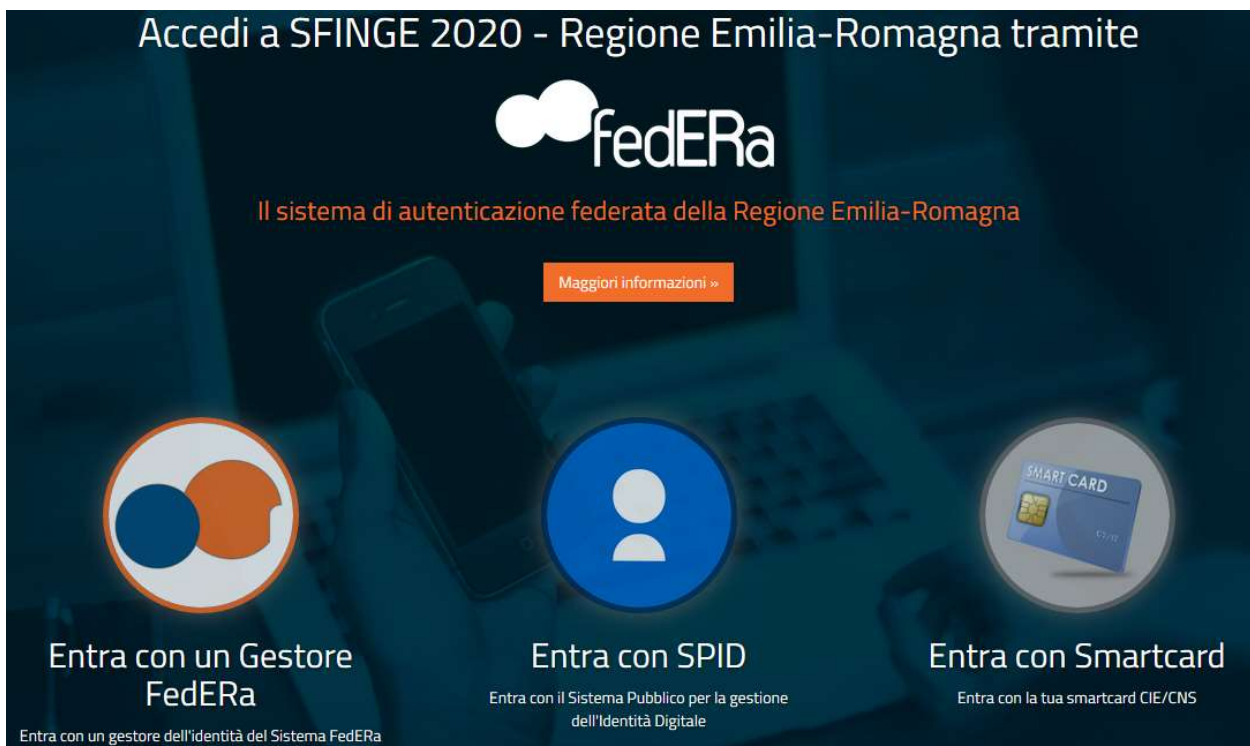 Accedi a SFINGE 2020 - Regione Emilia-Romagna tramite
fedERa
Il sistema di autenticazione federata della Regione Emilia-Romagna
Maggiori informazioni »
SMART CARD
Entra con un Gestore
FedERa
Entra con un gestore dell'identità del Sistema FedERa
Entra con SPID
Entra con il Sistema Pubblico per la gestione
dell'Identità Digitale
Entra con Smartcard
Entra con la tua smartcard CIE/CNS